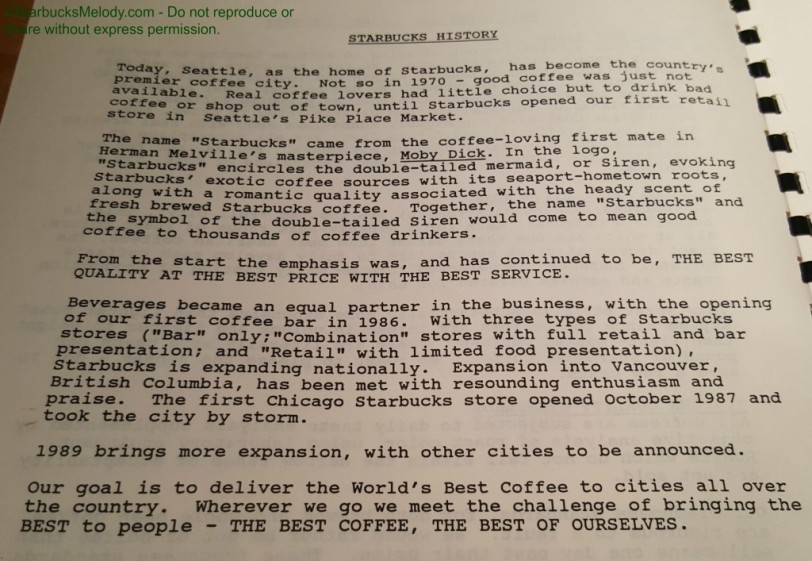 StarbucksMelody.com - Do not reproduce or
share without express permission.
STARBUCKS HISTORY
Today, Seattle, as the home of Starbucks, has become the country's
premier coffee city. Not so in 1970 - good coffee was just not
available. Real coffee lovers had little choice but to drink bad
coffee or shop out of town, until Starbucks opened our first retail
store in Seattle's Pike Place Market.
The name "Starbucks" came from the coffee-loving first mate in
Herman Melville's masterpiece, Moby Dick. In the logo,
"Starbucks" encircles the double-tailed mermaid, or Siren, evoking
Starbucks' exotic coffee sources with its seaport-hometown roots,
along with a romantic quality associated with the heady scent of
fresh brewed Starbucks coffee. Together, the name "Starbucks" and
the symbol of the double-tailed Siren would come to mean good
coffee to thousands of coffee drinkers.
From the start the emphasis was, and has continued to be, THE BEST
QUALITY AT THE BEST PRICE WITH THE BEST SERVICE.
Beverages became an equal partner in the business, with the opening
of our first coffee bar in 1986. With three types of Starbucks
stores ("Bar" only;"Combination" stores with full retail and bar
presentation; and "Retail" with limited food presentation),
Starbucks is expanding nationally. Expansion into Vancouver,
British Columbia, has been met with resounding enthusiasm and
praise. The first Chicago Starbucks store opened October 1987 and
took the city by storm.
1989 brings more expansion, with other cities to be announced.
Our goal is to deliver the World's Best Coffee to cities all over
the country. Wherever we go we meet the challenge of bringing the
BEST to people - THE BEST COFFEE, THE BEST OF OURSELVES.